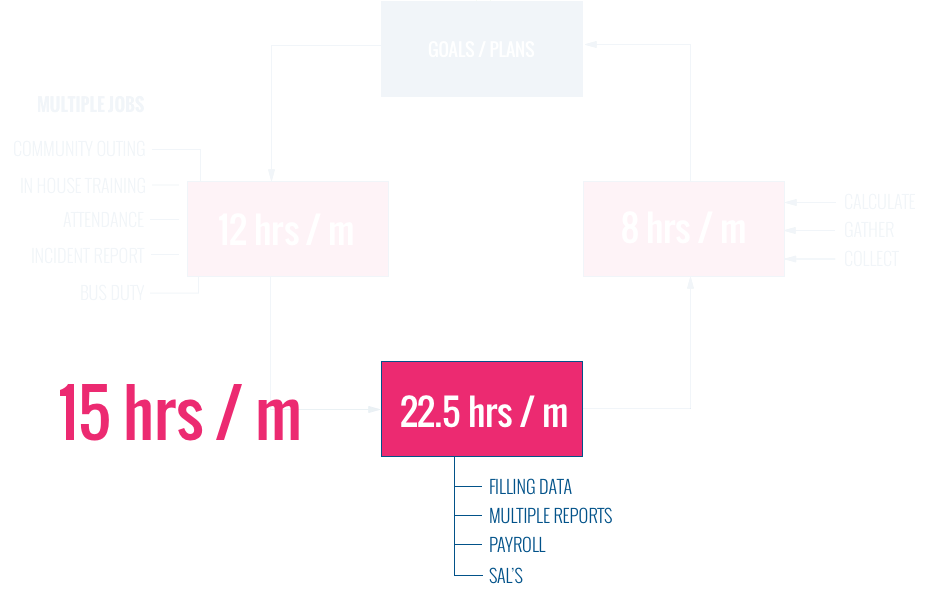 GOALS / PLANS
MULTIPLE JOBS
COMMUNITY OUTING
IN HOUSE TRAINING
ATTENDANCE
INCIDENT REPORT
BUS DUTY
12 hrs / m
8 hrs / m
CALCULATE
GATHER
COLLECT
15 hrs / m
22.5 hrs / m
FILLING DATA
MULTIPLE REPORTS
PAYROLL
SAL'S